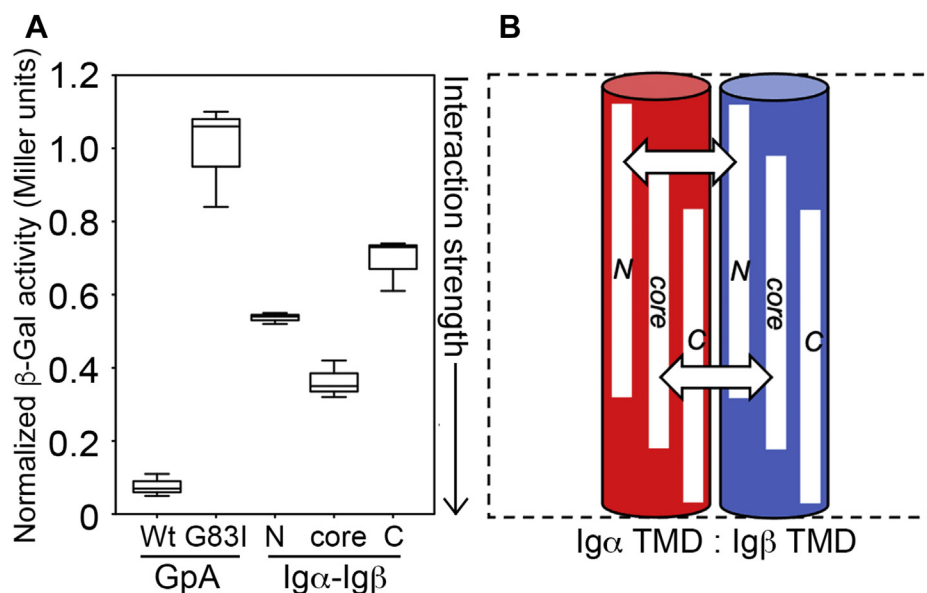 A
B
Normalized β-Gal activity (Miller units)
1.2
1.0
0.8
0.6
0.4
0.2
0
Interaction strength
Wt G83I N core C
GpA Igα-Igβ
N core C
N core C
Igα TMD : Igβ TMD